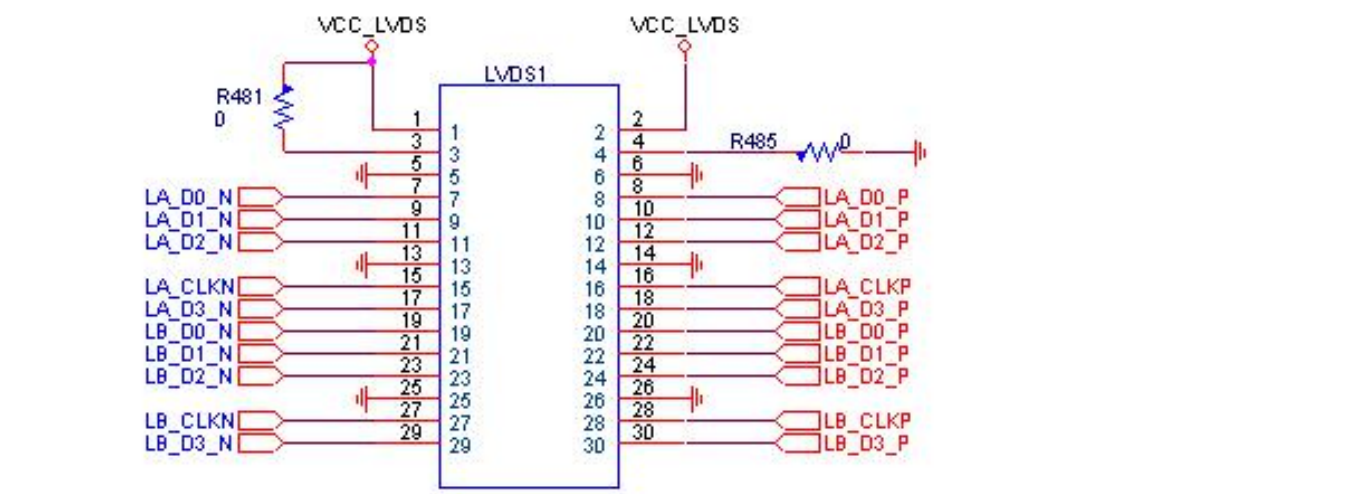 VCC_LVDS VCC_LVDS
LVDS1
R481
0
1 1 2 2
3 3 4 4 R485 0
5 5 6 6
LA_D0_N 7 7 8 8 LA_D0_P
LA_D1_N 9 9 10 10 LA_D1_P
LA_D2_N 11 11 12 12 LA_D2_P
13 13 14 14
LA_CLKN 15 15 16 16 LA_CLKP
LA_D3_N 17 17 18 18 LA_D3_P
LB_D0_N 19 19 20 20 LB_D0_P
LB_D1_N 21 21 22 22 LB_D1_P
LB_D2_N 23 23 24 24 LB_D2_P
25 25 26 26
LB_CLKN 27 27 28 28 LB_CLKP
LB_D3_N 29 29 30 30 LB_D3_P